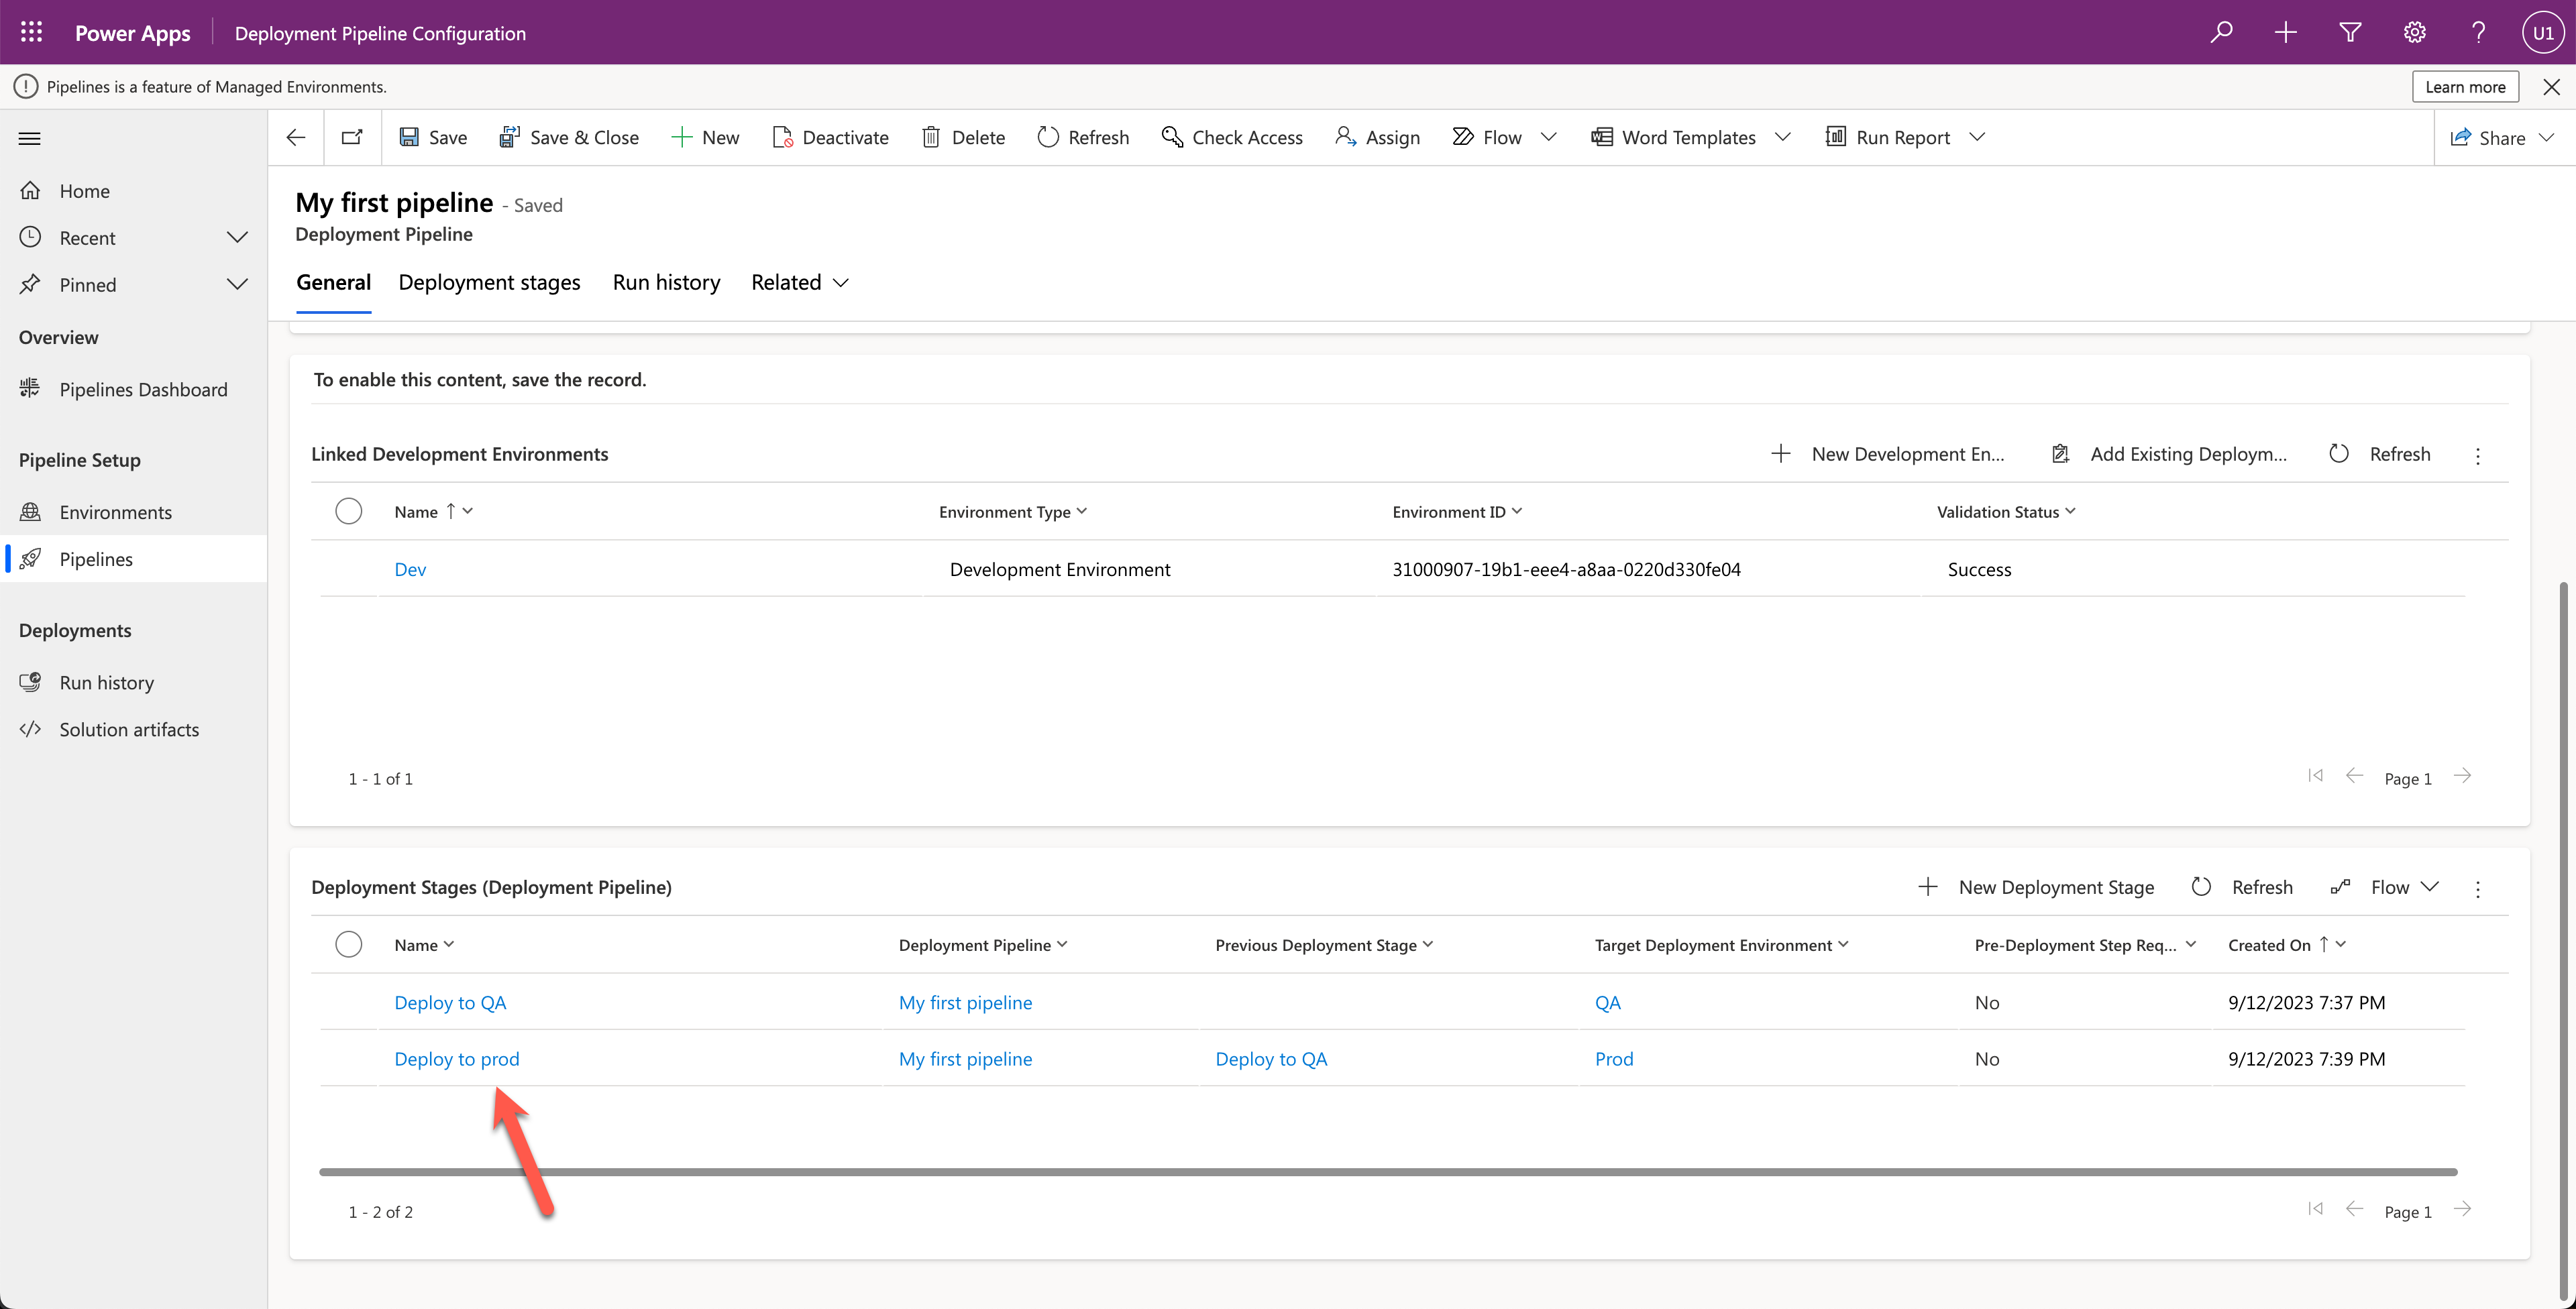 Power Apps
Deployment Pipeline Configuration
U1
Pipelines is a feature of Managed Environments.
Learn more
Save
Save & Close
New
Deactivate
Delete
Refresh
Check Access
Assign
Flow
Word Templates
Run Report
Share
Home
Recent
Pinned
Overview
Pipelines Dashboard
Pipeline Setup
Environments
Pipelines
Deployments
Run history
Solution artifacts
My first pipeline - Saved
Deployment Pipeline
General
Deployment stages
Run history
Related
To enable this content, save the record.
Linked Development Environments
New Development En...
Add Existing Deploym...
Refresh
Name
Environment Type
Environment ID
Validation Status
Dev
Development Environment
31000907-19b1-eee4-a8aa-0220d330fe04
Success
1 - 1 of 1
Page 1
Deployment Stages (Deployment Pipeline)
New Deployment Stage
Refresh
Flow
Name
Deployment Pipeline
Previous Deployment Stage
Target Deployment Environment
Pre-Deployment Step Req...
Created On
Deploy to QA
My first pipeline
QA
No
9/12/2023 7:37 PM
Deploy to prod
My first pipeline
Deploy to QA
Prod
No
9/12/2023 7:39 PM
1 - 2 of 2
Page 1